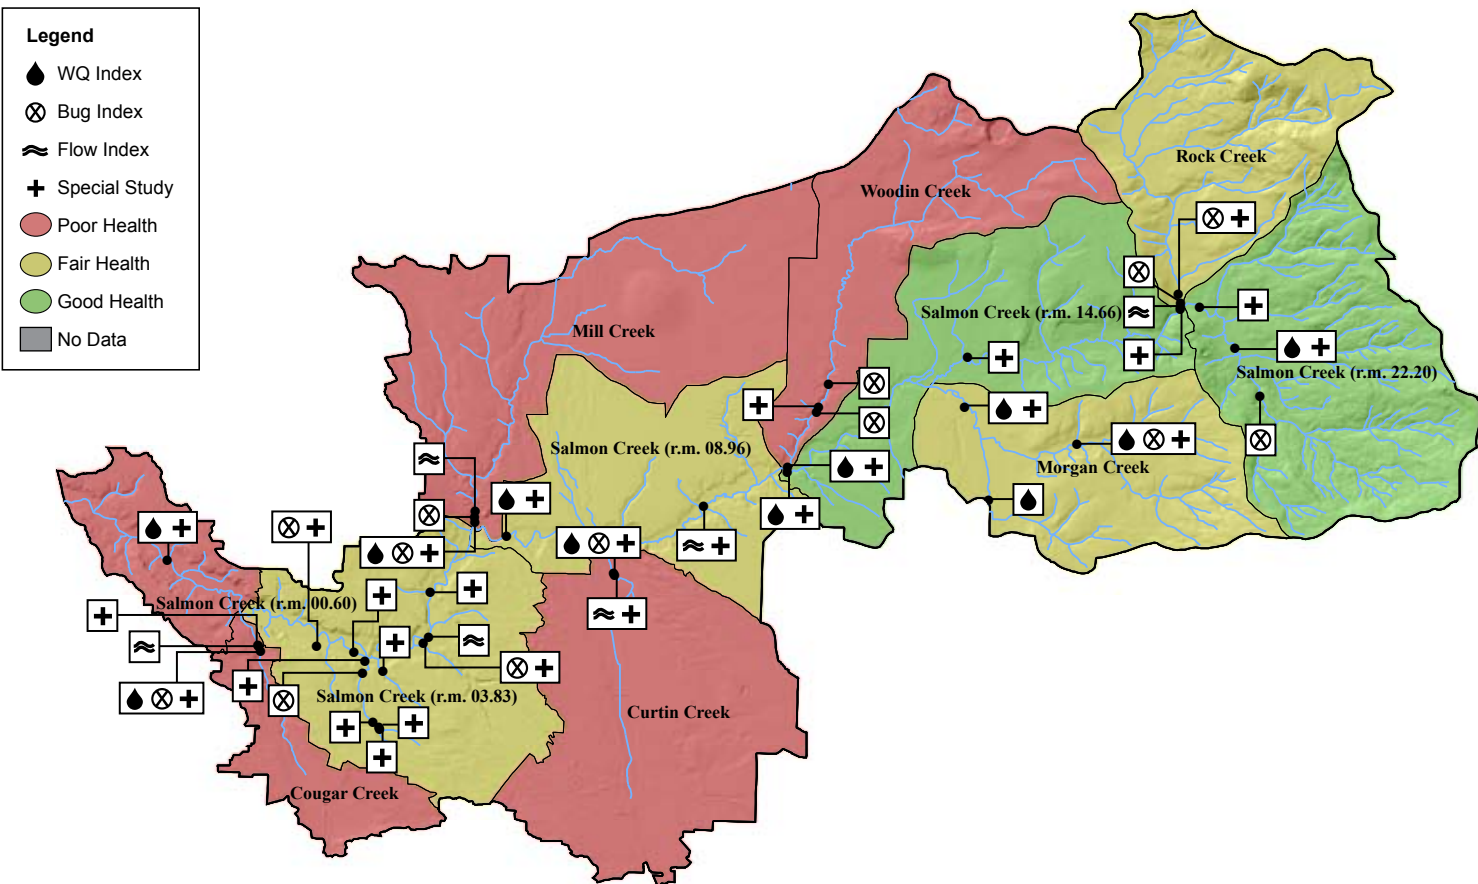 Legend
WQ Index
Bug Index
Flow Index
Special Study
Poor Health
Fair Health
Good Health
No Data
Rock Creek
Woodin Creek
Salmon Creek (r.m. 14.66)
Mill Creek
Salmon Creek (r.m. 22.20)
Salmon Creek (r.m. 08.96)
Morgan Creek
Salmon Creek (r.m. 00.60)
Salmon Creek (r.m. 03.83)
Curtin Creek
Cougar Creek